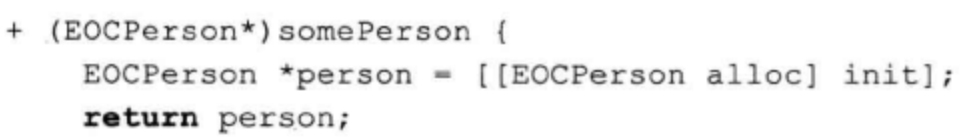 + (EOCPerson*)somePerson {
EOCPerson *person = [[EOCPerson alloc] init];
return person;